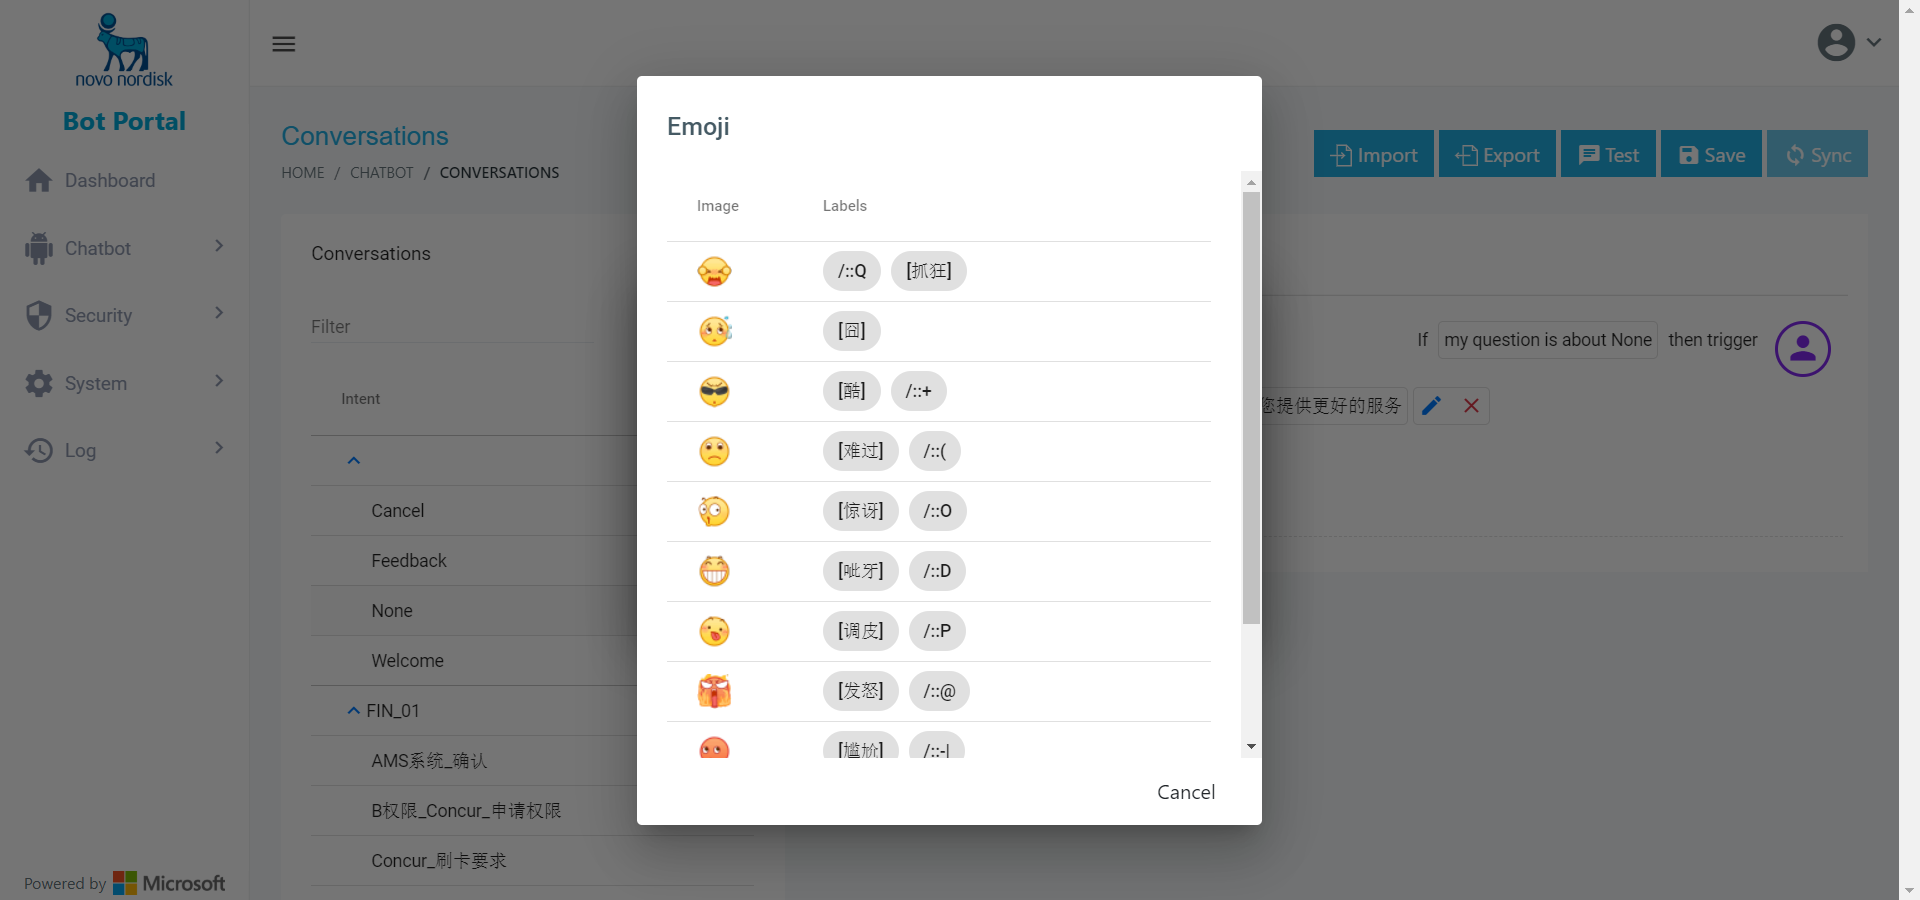 novo nordisk
Bot Portal
Dashboard
Chatbot
Security
System
Log
Powered by Microsoft
Conversations
HOME / CHATBOT / CONVERSATIONS
Import
Export
Test
Save
Sync
Conversations
Filter
Intent
Cancel
Feedback
None
Welcome
FIN_01
AMS系统_确认
B权限_Concur_申请权限
Concur_刷卡要求
If my question is about None then trigger
您提供更好的服务
Emoji
Image Labels
/::Q [抓狂]
[囧]
[酷] /::+
[难过] /::(
[惊讶] /::O
[呲牙] /::D
[调皮] /::P
[发怒] /::@
[尴尬] /::-|
Cancel